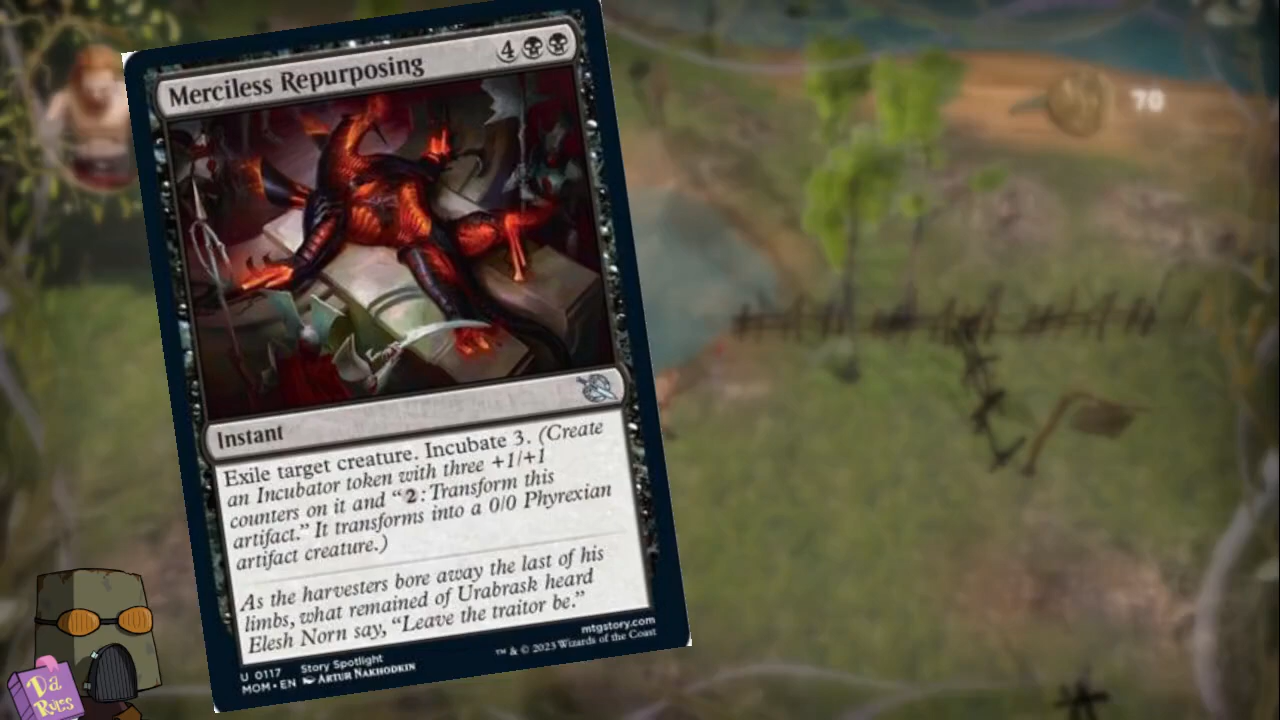 Merciless Repurposing
4
Instant
Exile target creature. Incubate 3. (Create
an Incubator token with three +1/+1
counters on it and “2: Transform this
artifact.” It transforms into a 0/0 Phyrexian
artifact creature.)
As the harvesters bore away the last of his
limbs, what remained of Urabrask heard
Elesh Norn say, “Leave the traitor be.”
mtgstory.com
U 0117 Story Spotlight
MOM • EN Artur Nakhodkin
™ & © 2023 Wizards of the Coast
70
Da
Rules